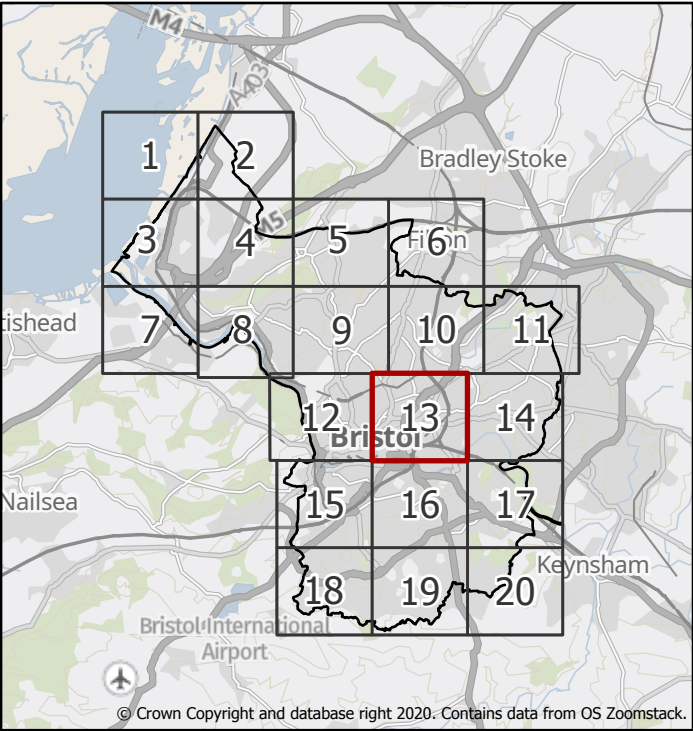 M4
A403
1
2
Bradley Stoke
M5
3
4
5
Filton
6
tishead
7
8
9
10
11
12
13
14
Bristol
Nailsea
15
16
17
Keynsham
18
19
20
Bristol International
Airport
© Crown Copyright and database right 2020. Contains data from OS Zoomstack.